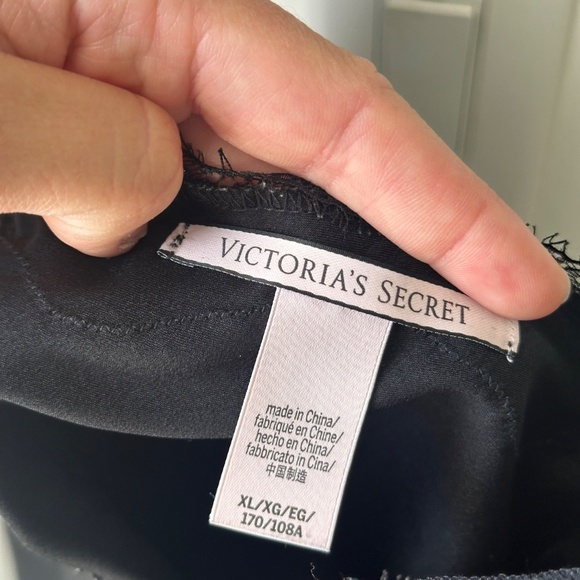 VICTORIA'S SECRET
made in China/
fabriqué en Chine/
hecho en China/
fabbricato in Cina/
中国制造
XL/XG/EG/
170/108A